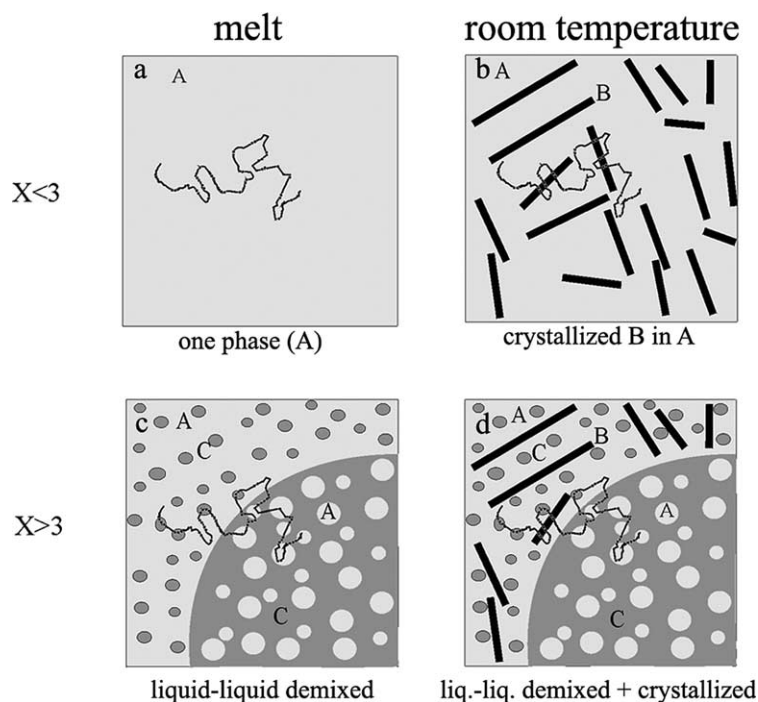 melt
room temperature
X<3
a
A
one phase (A)
b
A
B
crystallized B in A
X>3
c
A
C
A
C
liquid-liquid demixed
d
A
B
C
A
C
liq.-liq. demixed + crystallized